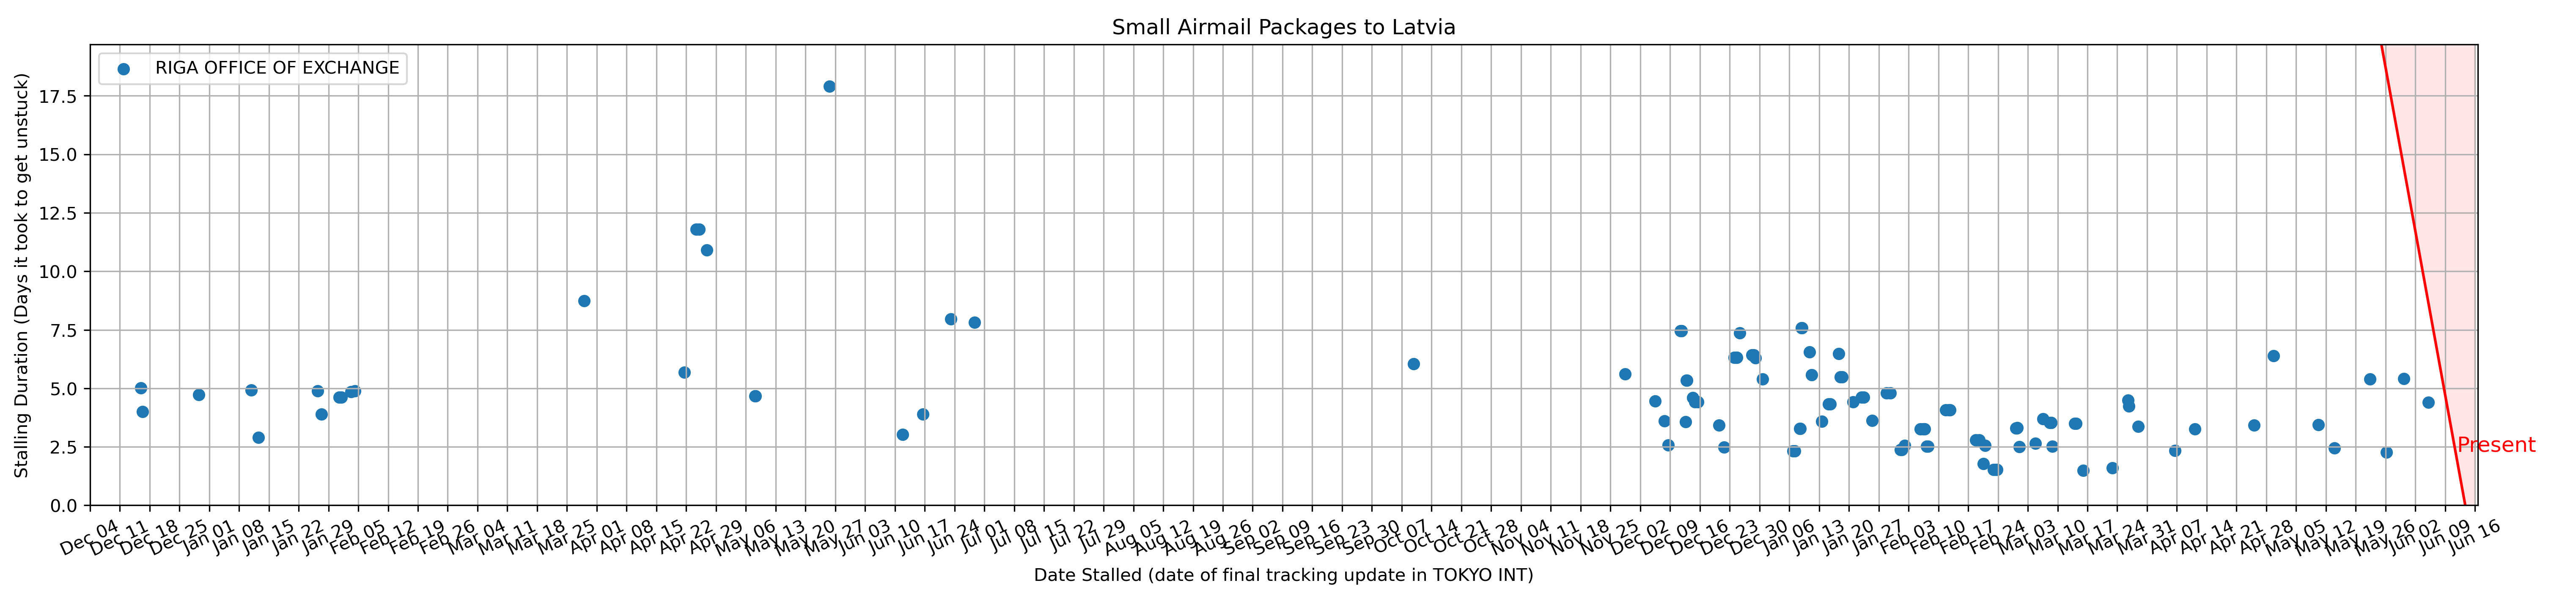 Small Airmail Packages to Latvia
RIGA OFFICE OF EXCHANGE
Stalling Duration (Days it took to get unstuck)
17.5
15.0
12.5
10.0
7.5
5.0
2.5
0.0
Present
Dec 04 Dec 11 Dec 18 Dec 25 Jan 01 Jan 08 Jan 15 Jan 22 Jan 29 Feb 05 Feb 12 Feb 19 Feb 26 Mar 04 Mar 11 Mar 18 Mar 25 Apr 01 Apr 08 Apr 15 Apr 22 Apr 29 May 06 May 13 May 20 May 27 Jun 03 Jun 10 Jun 17 Jun 24 Jul 01 Jul 08 Jul 15 Jul 22 Jul 29 Aug 05 Aug 12 Aug 19 Aug 26 Sep 02 Sep 09 Sep 16 Sep 23 Sep 30 Oct 07 Oct 14 Oct 21 Oct 28 Nov 04 Nov 11 Nov 18 Nov 25 Dec 02 Dec 09 Dec 16 Dec 23 Dec 30 Jan 06 Jan 13 Jan 20 Jan 27 Feb 03 Feb 10 Feb 17 Feb 24 Mar 03 Mar 10 Mar 17 Mar 24 Mar 31 Apr 07 Apr 14 Apr 21 Apr 28 May 05 May 12 May 19 May 26 Jun 02 Jun 09 Jun 16
Date Stalled (date of final tracking update in TOKYO INT)